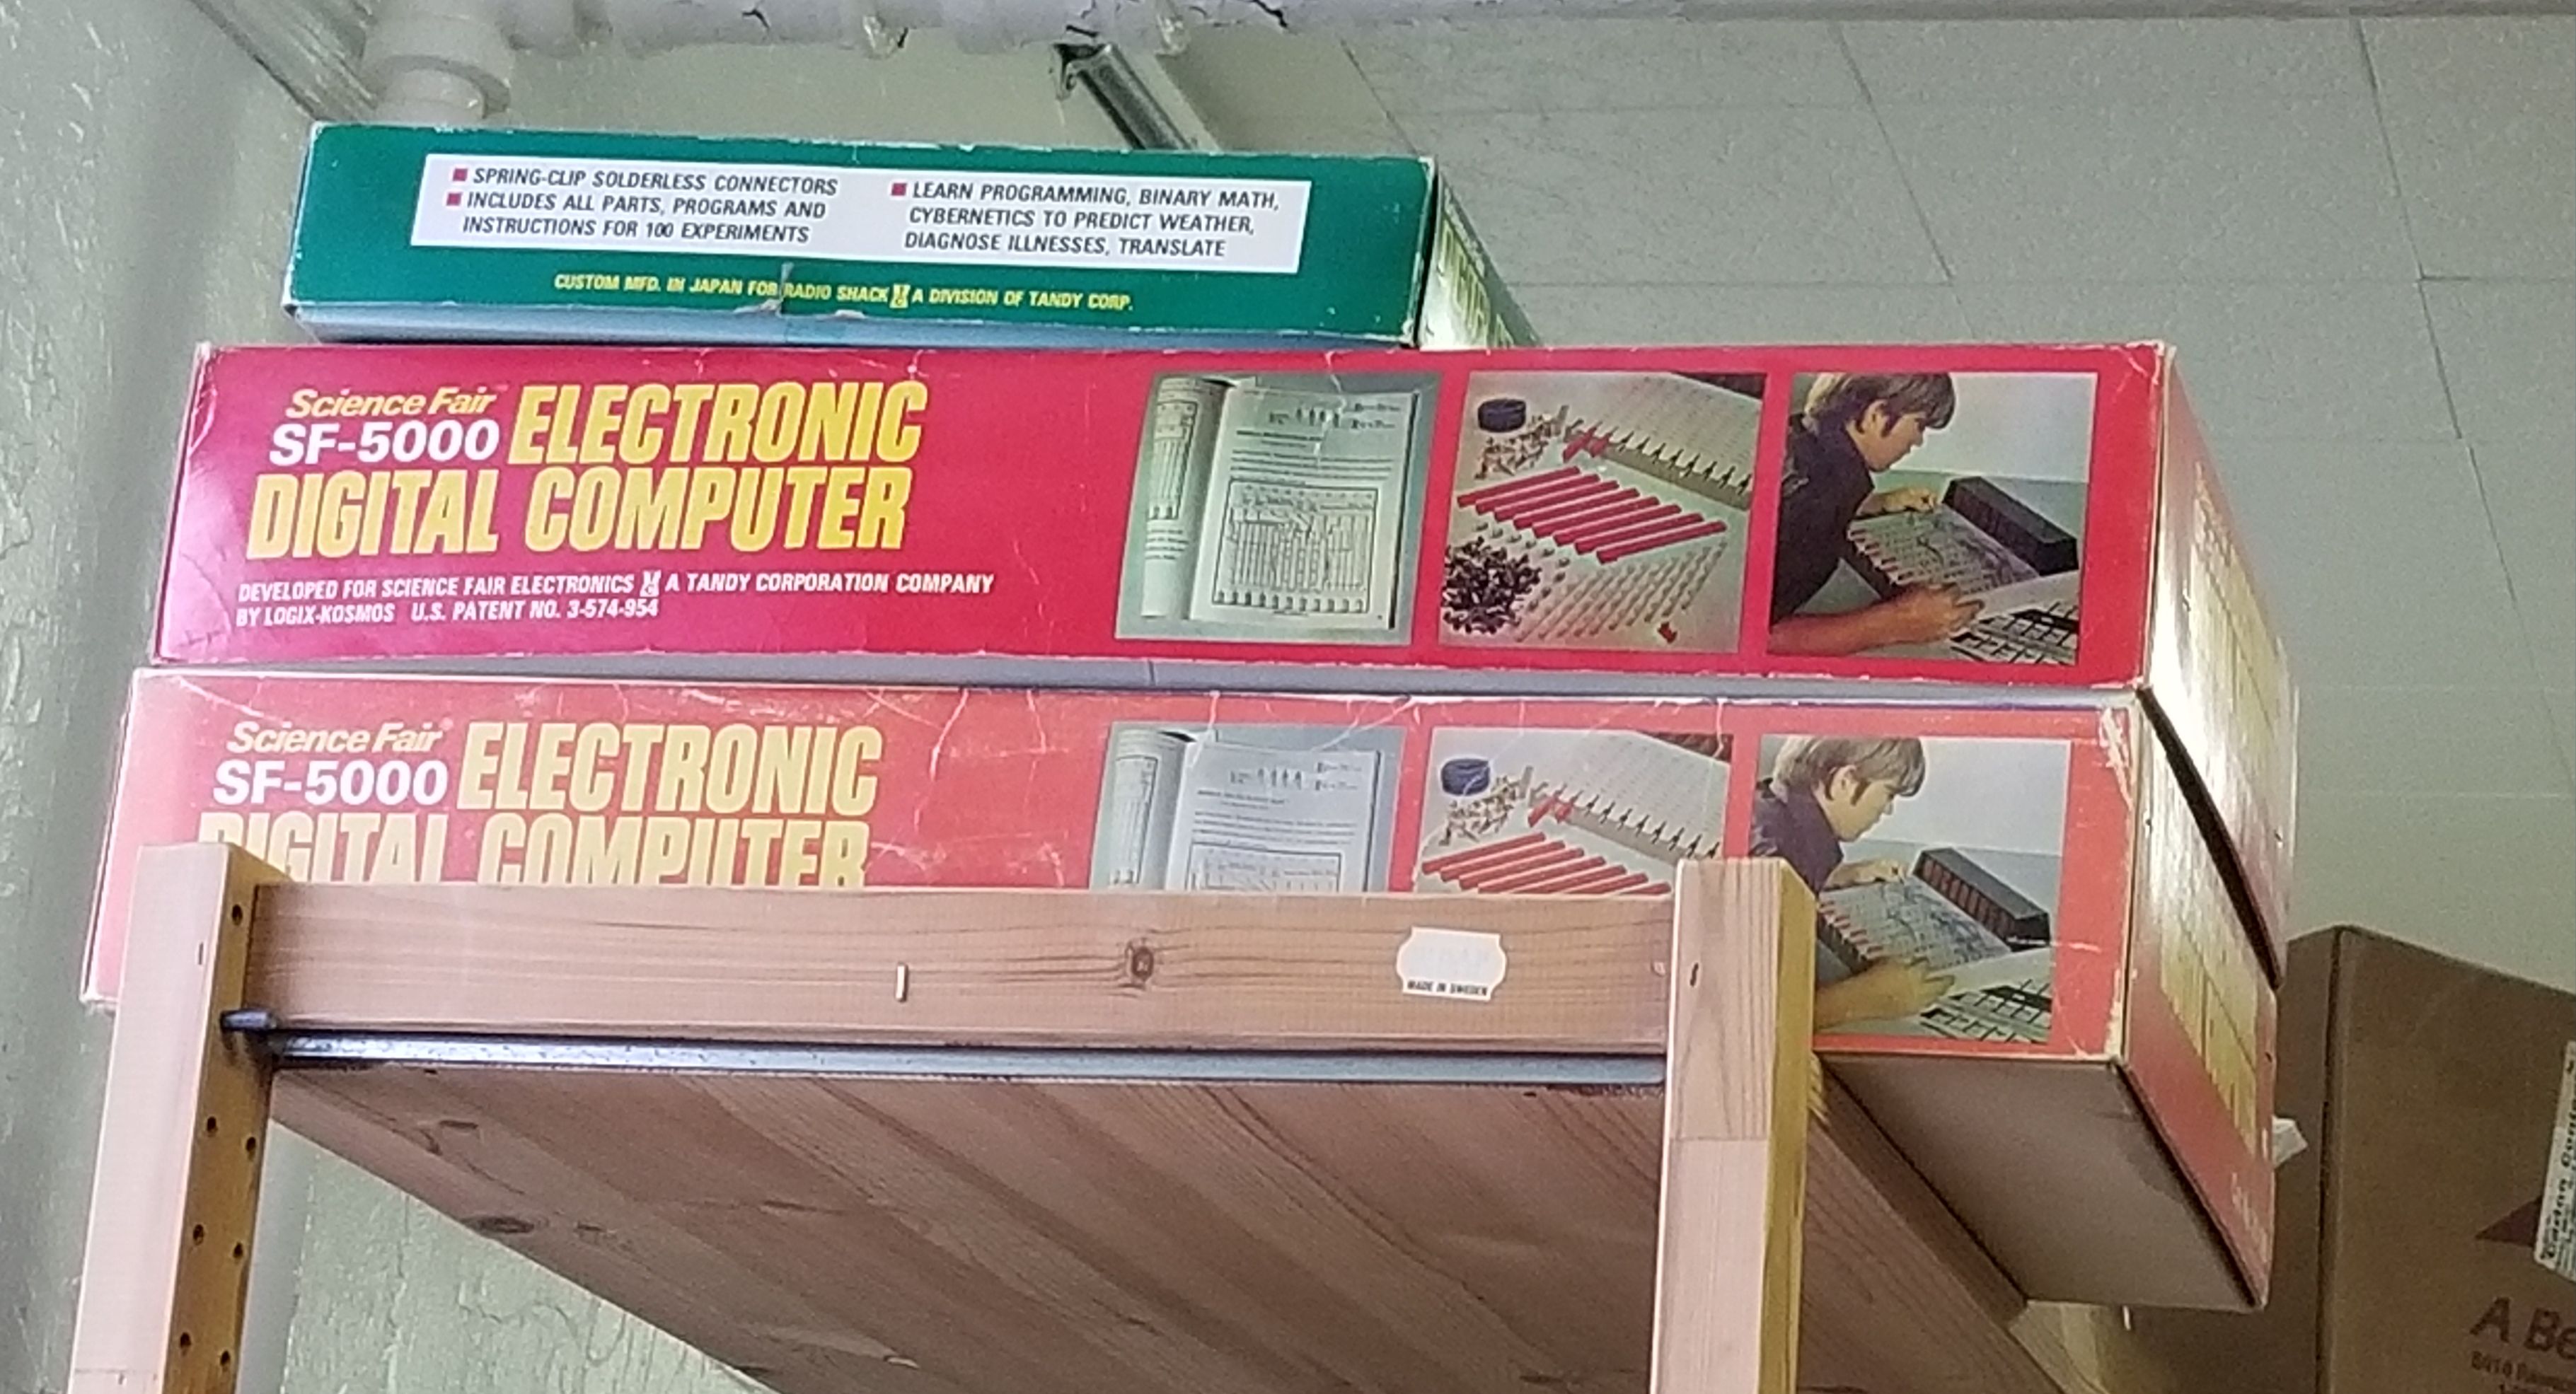 SPRING-CLIP SOLDERLESS CONNECTORS
INCLUDES ALL PARTS, PROGRAMS AND
INSTRUCTIONS FOR 100 EXPERIMENTS
LEARN PROGRAMMING, BINARY MATH,
CYBERNETICS TO PREDICT WEATHER,
DIAGNOSE ILLNESSES, TRANSLATE
CUSTOM MFD. IN JAPAN FOR RADIO SHACK A DIVISION OF TANDY CORP.
Science Fair
SF-5000 ELECTRONIC
DIGITAL COMPUTER
DEVELOPED FOR SCIENCE FAIR ELECTRONICS A TANDY CORPORATION COMPANY
BY LOGIX-KOSMOS U.S. PATENT NO. 3-574-954
Science Fair
SF-5000 ELECTRONIC
DIGITAL COMPUTER
MADE IN SWEDEN
A Be